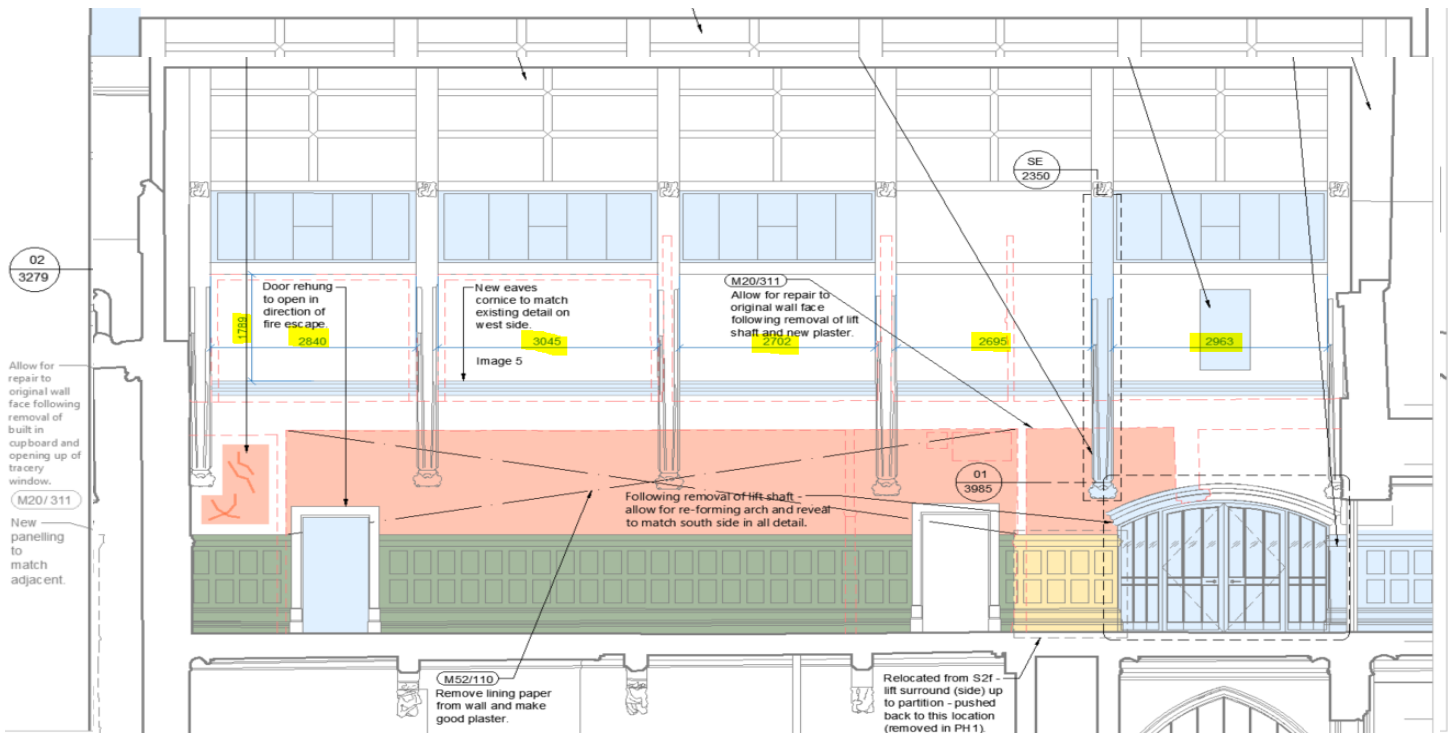 SE
2350
02
3279
Door rehung
to open in
direction of
fire escape.
New eaves
cornice to match
existing detail on
west side.
Image 5
M20/311
Allow for repair to
original wall face
following removal of lift
shaft and new plaster.
1789
2840
3045
2702
2695
2963
Allow for
repair to
original wall
face following
removal of
built in
cupboard and
opening up of
tracery
window.
M20/ 311
New
panelling
to
match
adjacent.
01
3985
Following removal of lift shaft -
allow for re-forming arch and reveal
to match south side in all detail.
M52/110
Remove lining paper
from wall and make
good plaster.
Relocated from S2f -
lift surround (side) up
to partition - pushed
back to this location
(removed in PH1).